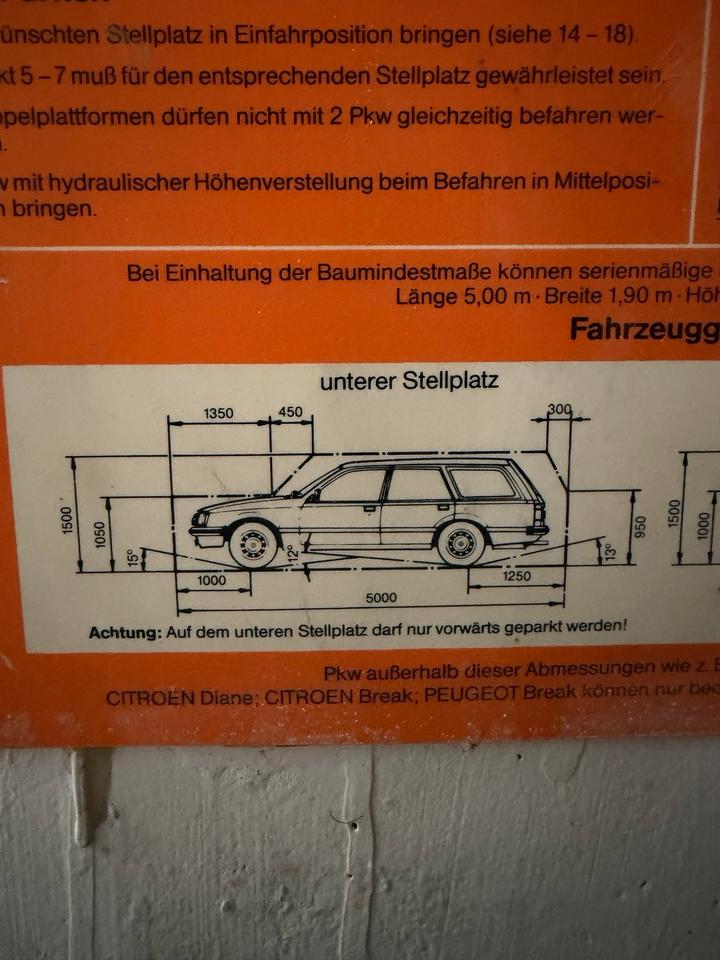 ünschten Stellplatz in Einfahrposition bringen (siehe 14 – 18).
kt 5 – 7 muß für den entsprechenden Stellplatz gewährleistet sein.
ppelplattformen dürfen nicht mit 2 Pkw gleichzeitig befahren wer-
.
w mit hydraulischer Höhenverstellung beim Befahren in Mittelposi-
n bringen.
Bei Einhaltung der Baumindestmaße können serienmäßige
Länge 5,00 m · Breite 1,90 m · Höh
Fahrzeugg
unterer Stellplatz
1350 450 300
1500 1050 15° 12° 13° 950 1500 1000
1000 1250
5000
Achtung: Auf dem unteren Stellplatz darf nur vorwärts geparkt werden!
Pkw außerhalb dieser Abmessungen wie z. B
CITROËN Diane; CITROEN Break; PEUGEOT Break können nur bed